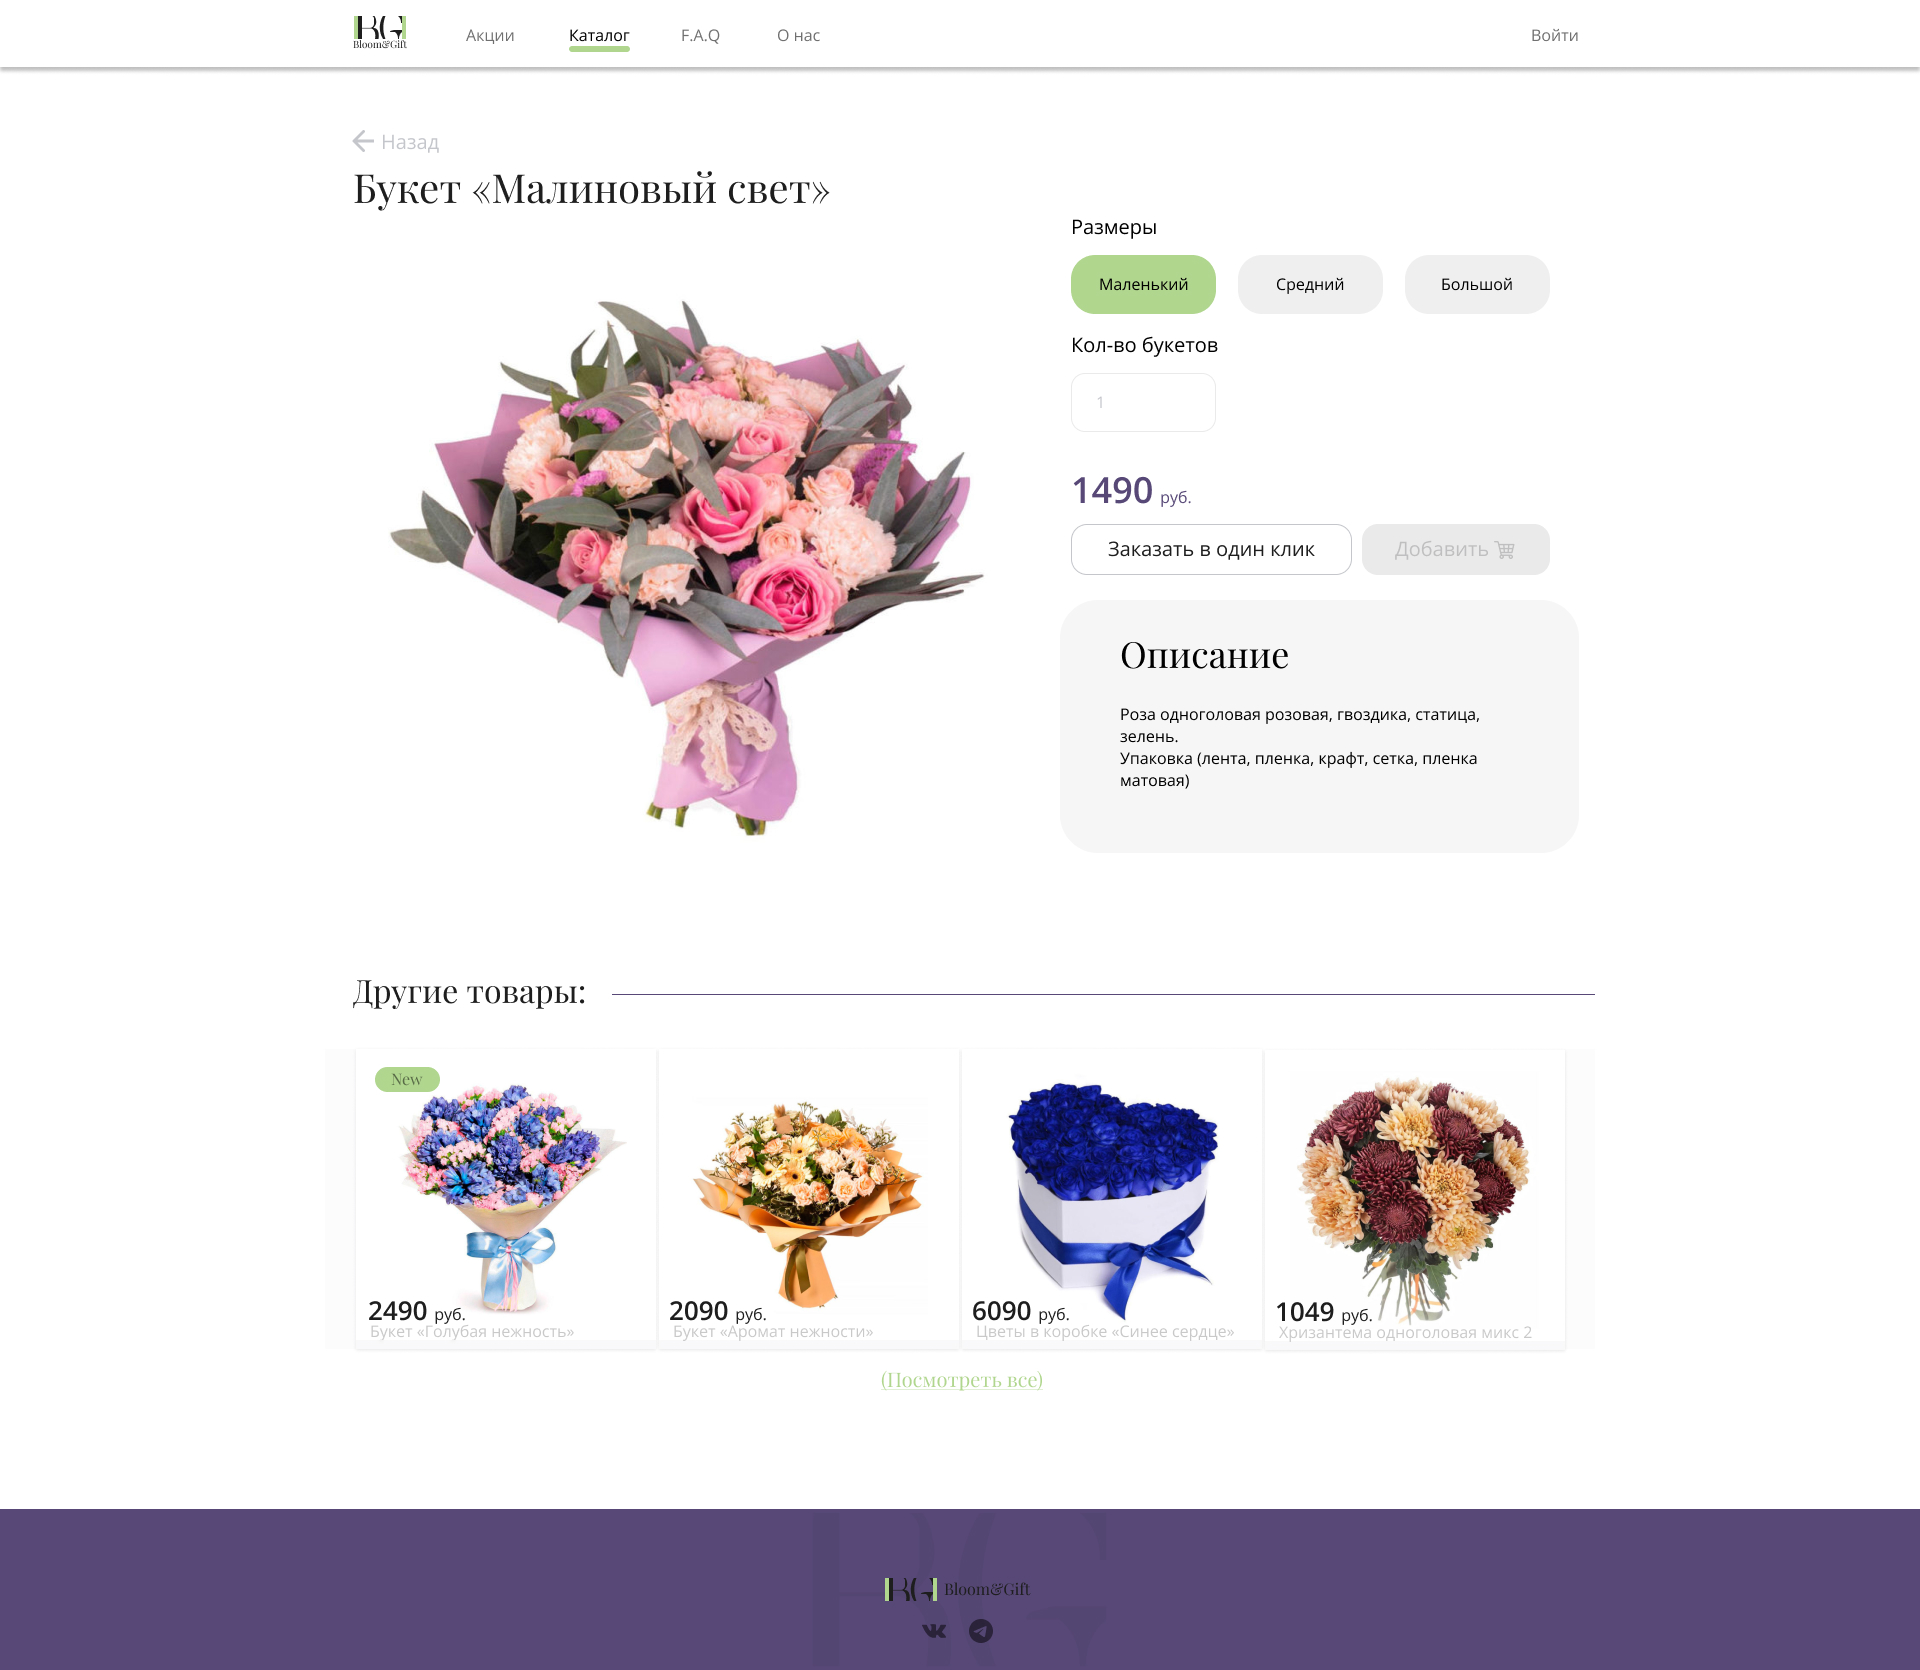 Bloom&Gift
Акции
Каталог
F.A.Q
О нас
Войти
Назад
Букет «Малиновый свет»
Размеры
Маленький
Средний
Большой
Кол-во букетов
1
1490 руб.
Заказать в один клик
Добавить
Описание
Роза одноголовая розовая, гвоздика, статица,
зелень.
Упаковка (лента, пленка, крафт, сетка, пленка
матовая)
Другие товары:
New
2490 руб.
Букет «Голубая нежность»
2090 руб.
Букет «Аромат нежности»
6090 руб.
Цветы в коробке «Синее сердце»
1049 руб.
Хризантема одноголовая микс 2
(Посмотреть все)
BG
BG Bloom&Gift